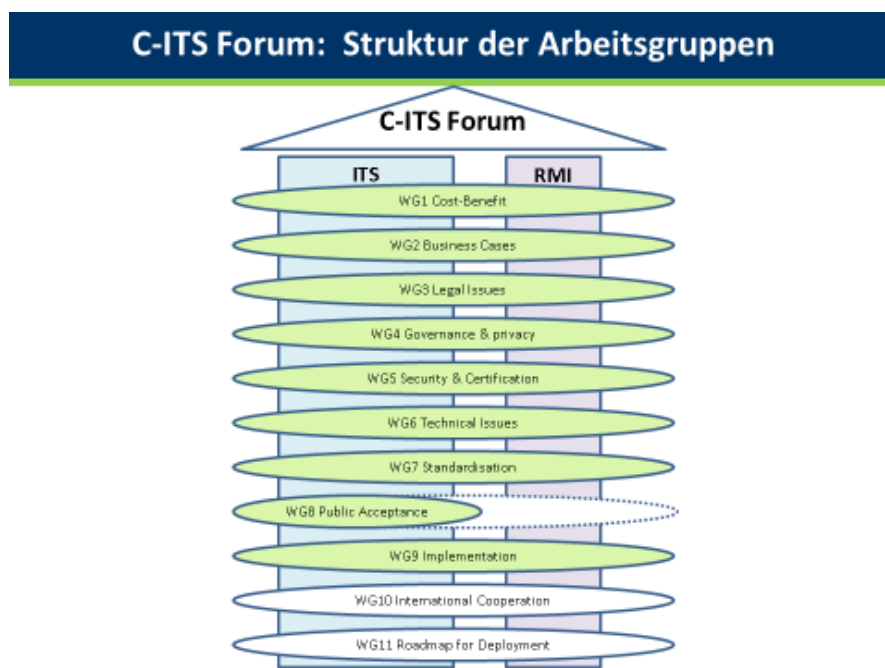 C-ITS Forum: Struktur der Arbeitsgruppen
C-ITS Forum
ITS
RMI
WG1 Cost-Benefit
WG2 Business Cases
WG3 Legal Issues
WG4 Governance & privacy
WG5 Security & Certification
WG6 Technical Issues
WG7 Standardisation
WG8 Public Acceptance
WG9 Implementation
WG10 International Cooperation
WG11 Roadmap for Deployment